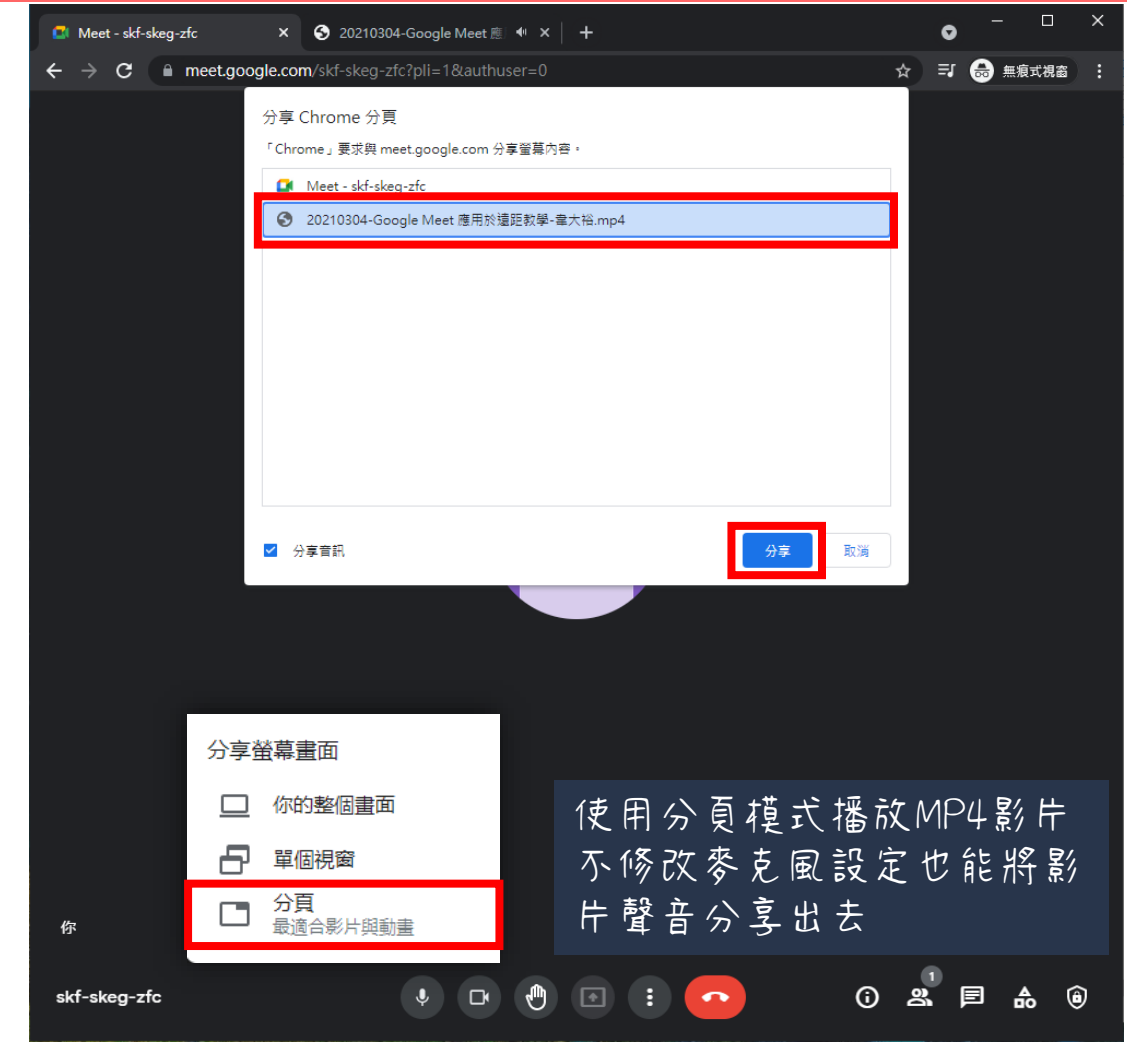 Meet - skf-skeg-zfc
20210304-Google Meet 應
meet.google.com/skf-skeg-zfc?pli=1&authuser=0
無痕式視窗
分享 Chrome 分頁
「Chrome」要求與 meet.google.com 分享螢幕內容。
Meet - skf-skeg-zfc
20210304-Google Meet 應用於遠距教學-韋大裕.mp4
分享音訊
分享
取消
分享螢幕畫面
你的整個畫面
單個視窗
分頁
最適合影片與動畫
使用分頁模式播放MP4影片
不修改麥克風設定也能將影
片聲音分享出去
你
skf-skeg-zfc
1